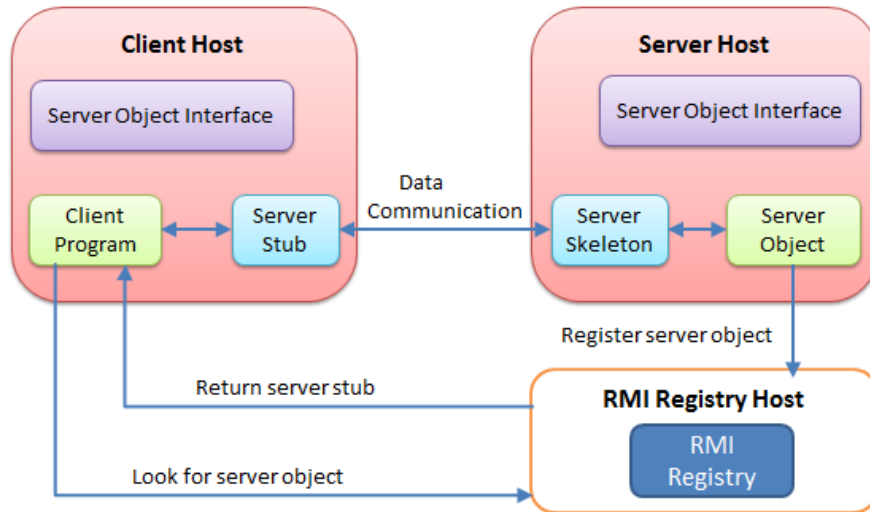 Client Host
Server Host
Server Object Interface
Server Object Interface
Data
Communication
Client
Program
Server
Stub
Server
Skeleton
Server
Object
Register server object
Return server stub
RMI Registry Host
RMI
Registry
Look for server object